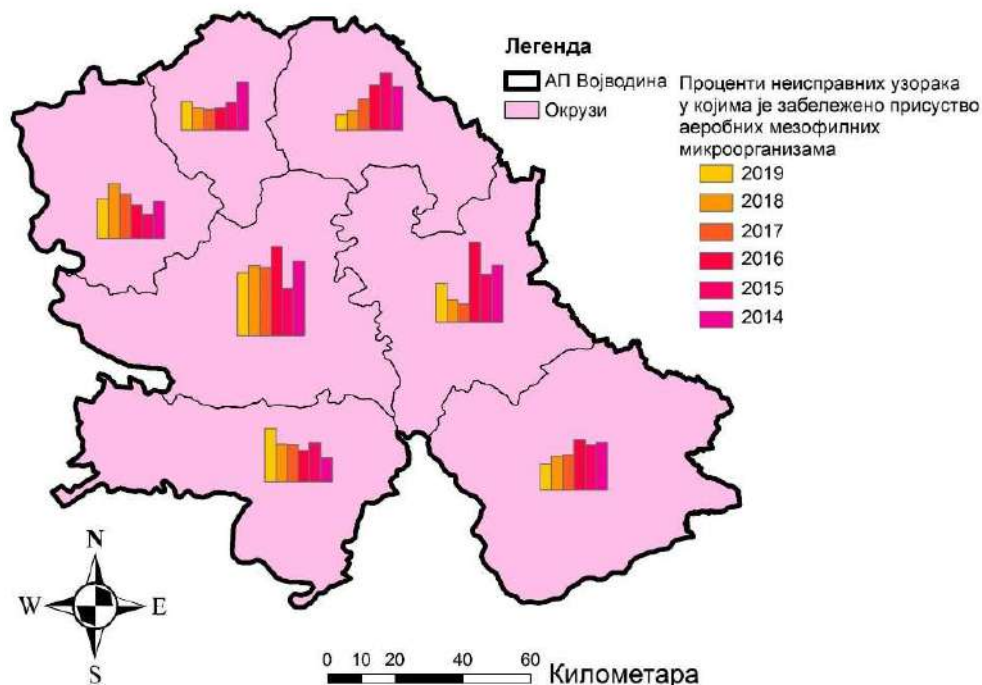 Легенда
АП Војводина
Окрузи
Проценти неисправних узорака
у којима је забележено присуство
аеробних мезофилних
микроорганизама
2019
2018
2017
2016
2015
2014
N
W E
S
0 10 20 40 60
Километара